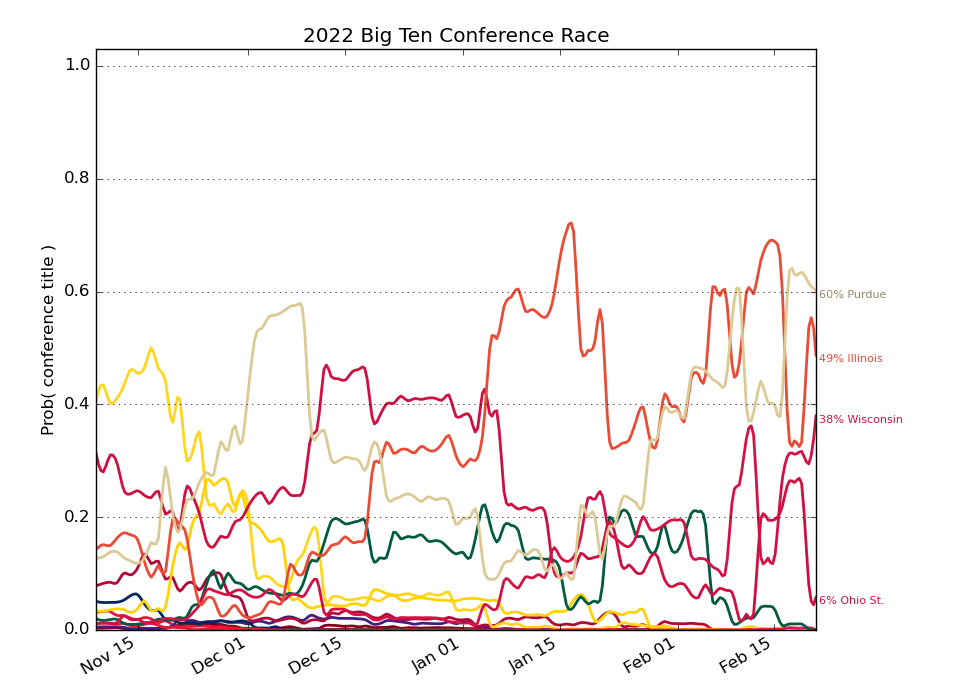 2022 Big Ten Conference Race
Prob( conference title )
1.0
0.8
0.6
0.4
0.2
0.0
60% Purdue
49% Illinois
38% Wisconsin
6% Ohio St.
Nov 15
Dec 01
Dec 15
Jan 01
Jan 15
Feb 01
Feb 15